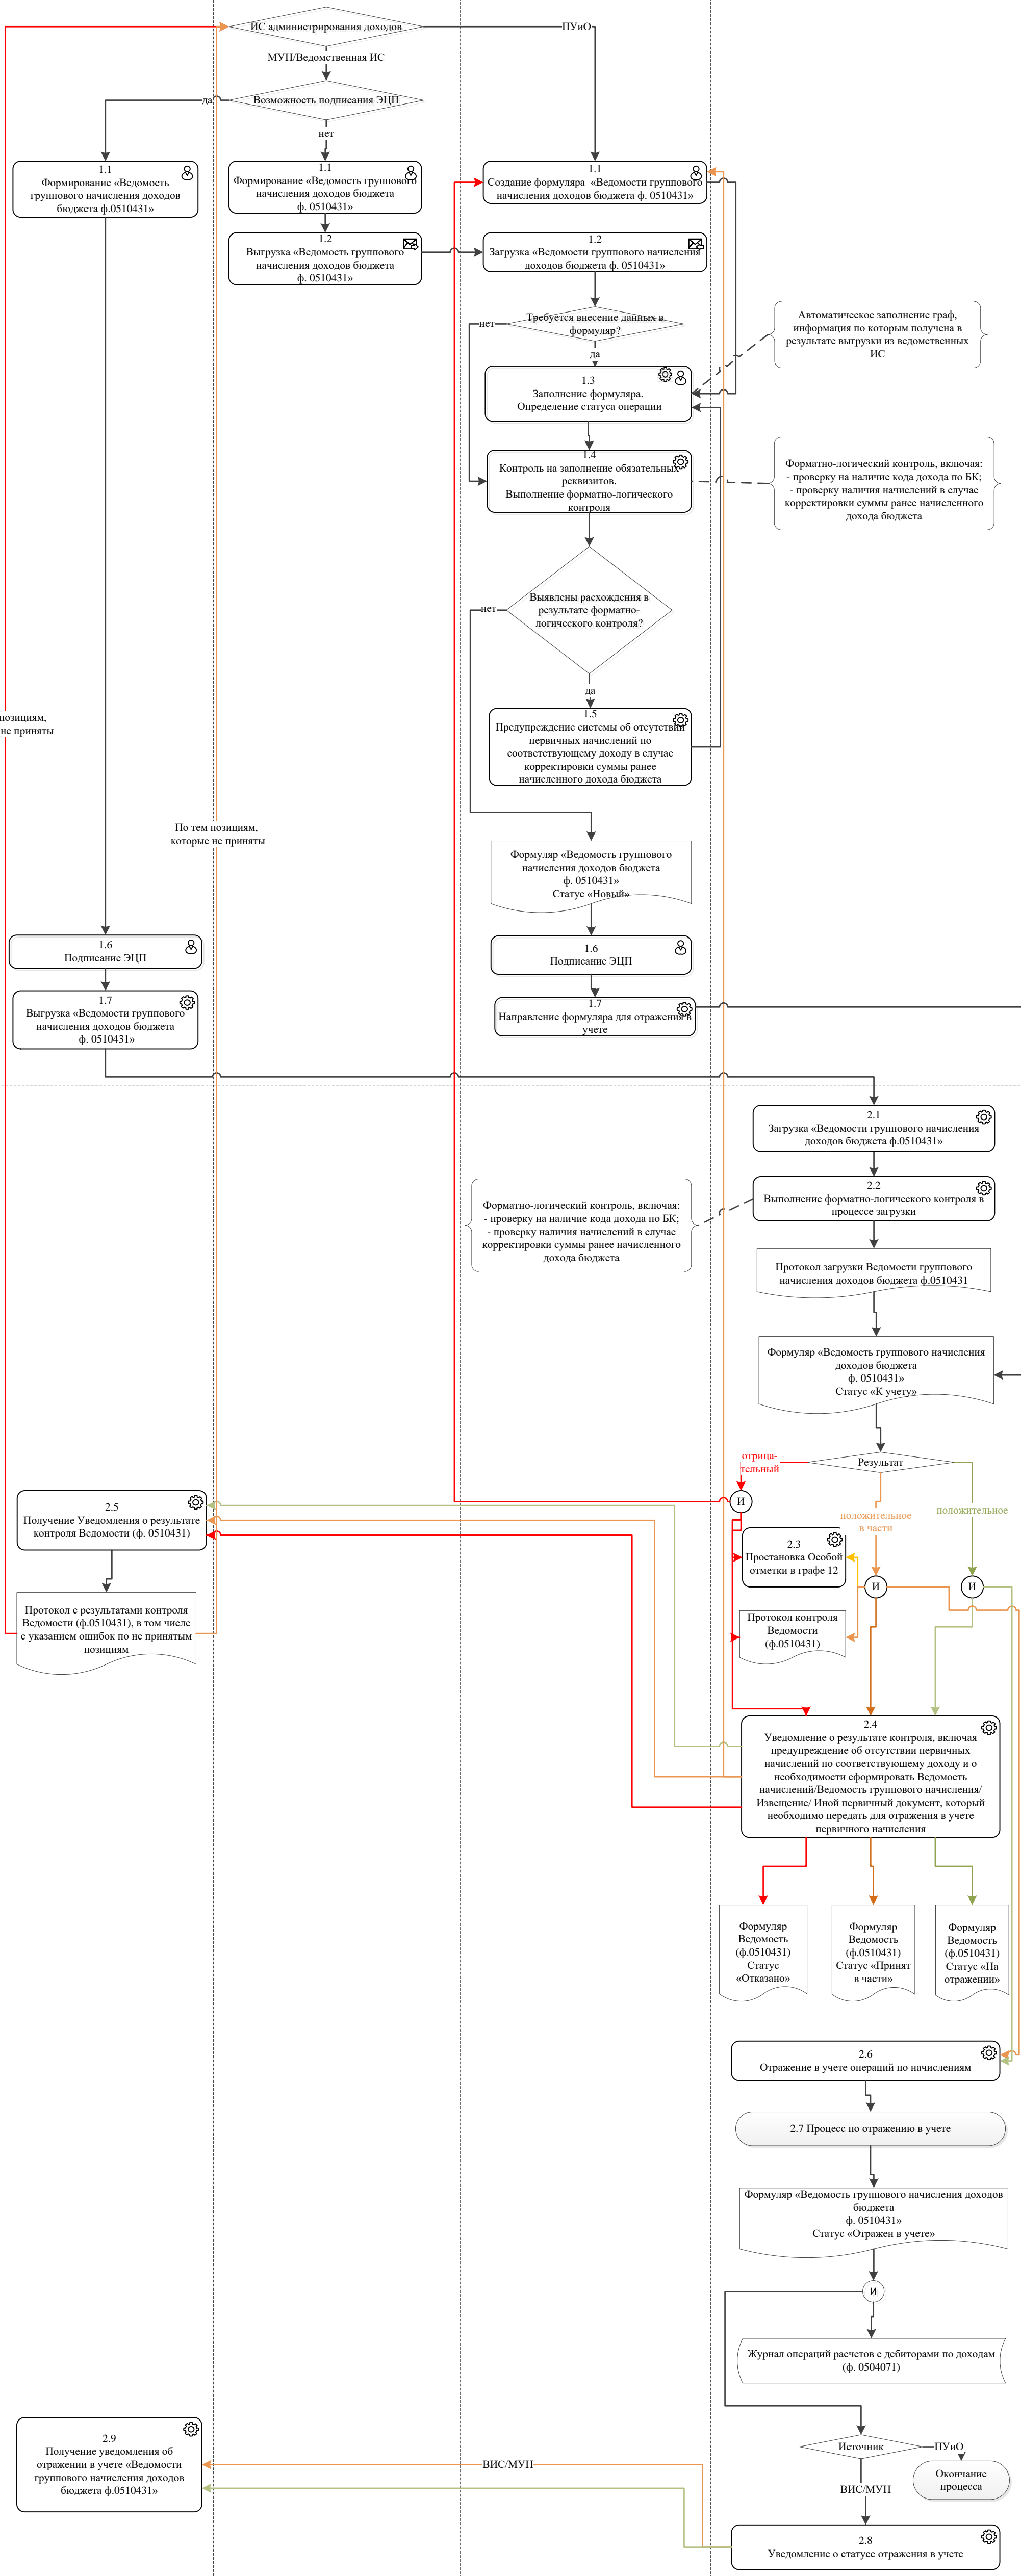 ИС администрирования доходов
ПУиО
МУН/Ведомственная ИС
да
Возможность подписания ЭЦП
нет
1.1
Формирование «Ведомость
группового начисления доходов
бюджета ф.0510431»
1.1
Формирование «Ведомость группового
начисления доходов бюджета
ф. 0510431»
1.1
Создание формуляра «Ведомости группового
начисления доходов бюджета ф. 0510431»
1.2
Выгрузка «Ведомость группового
начисления доходов бюджета
ф. 0510431»
1.2
Загрузка «Ведомости группового начисления
доходов бюджета ф. 0510431»
нет
Требуется внесение данных в
формуляр?
да
Автоматическое заполнение граф,
информация по которым получена в
результате выгрузки из ведомственных
ИС
1.3
Заполнение формуляра.
Определение статуса операции
1.4
Контроль на заполнение обязательных
реквизитов.
Выполнение форматно-логического
контроля
Форматно-логический контроль, включая:
- проверку на наличие кода дохода по БК;
- проверку наличия начислений в случае
корректировки суммы ранее начисленного
дохода бюджета
нет
Выявлены расхождения в
результате форматно-
логического контроля?
да
1.5
Предупреждение системы об отсутствии
первичных начислений по
соответствующему доходу в случае
корректировки суммы ранее
начисленного дохода бюджета
позициям,
не приняты
По тем позициям,
которые не приняты
Формуляр «Ведомость группового
начисления доходов бюджета
ф. 0510431»
Статус «Новый»
1.6
Подписание ЭЦП
1.6
Подписание ЭЦП
1.7
Выгрузка «Ведомости группового
начисления доходов бюджета
ф. 0510431»
1.7
Направление формуляра для отражения в
учете
2.1
Загрузка «Ведомости группового начисления
доходов бюджета ф.0510431»
2.2
Выполнение форматно-логического контроля в
процессе загрузки
Форматно-логический контроль, включая:
- проверку на наличие кода дохода по БК;
- проверку наличия начислений в случае
корректировки суммы ранее начисленного
дохода бюджета
Протокол загрузки Ведомости группового
начисления доходов бюджета ф.0510431
Формуляр «Ведомость группового начисления
доходов бюджета
ф. 0510431»
Статус «К учету»
отрица-
тельный
Результат
положительное
в части
положительное
И
И
И
2.5
Получение Уведомления о результате
контроля Ведомости (ф. 0510431)
2.3
Простановка Особой
отметки в графе 12
Протокол с результатами контроля
Ведомости (ф.0510431), в том числе
с указанием ошибок по не принятым
позициям
Протокол контроля
Ведомости
(ф.0510431)
2.4
Уведомление о результате контроля, включая
предупреждение об отсутствии первичных
начислений по соответствующему доходу и о
необходимости сформировать Ведомость
начислений/Ведомость группового начисления/
Извещение/ Иной первичный документ, который
необходимо передать для отражения в учете
первичного начисления
Формуляр
Ведомость
(ф.0510431)
Статус
«Отказано»
Формуляр
Ведомость
(ф.0510431)
Статус «Принят
в части»
Формуляр
Ведомость
(ф.0510431)
Статус «На
отражении»
2.6
Отражение в учете операций по начислениям
2.7 Процесс по отражению в учете
Формуляр «Ведомость группового начисления доходов
бюджета
ф. 0510431»
Статус «Отражен в учете»
И
Журнал операций расчетов с дебиторами по доходам
(ф. 0504071)
Источник
ПУиО
Окончание
процесса
ВИС/МУН
2.9
Получение уведомления об
отражении в учете «Ведомости
группового начисления доходов
бюджета ф.0510431»
ВИС/МУН
2.8
Уведомление о статусе отражения в учете